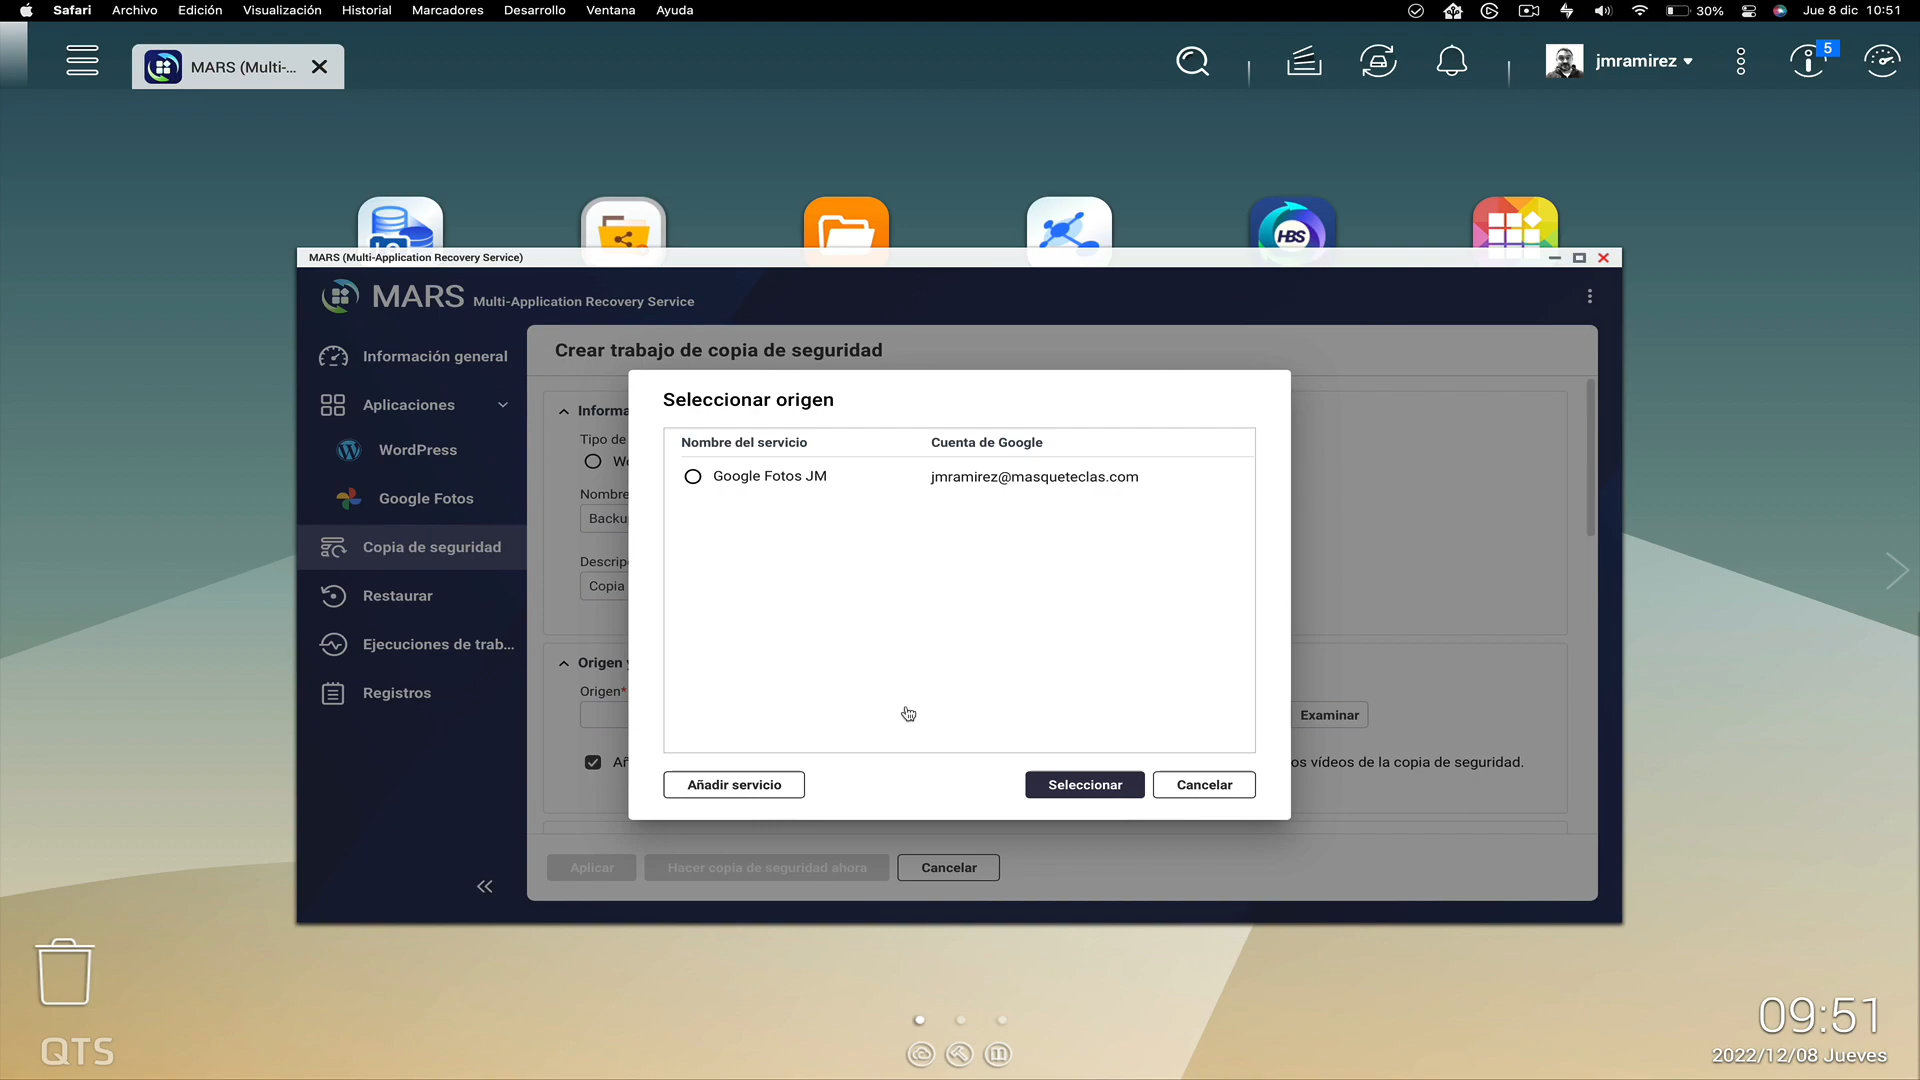 Safari Archivo Edición Visualización Historial Marcadores Desarrollo Ventana Ayuda 30% Jue 8 dic 10:51
MARS (Multi-...
jmramirez
5
HBS
MARS (Multi-Application Recovery Service)
MARS Multi-Application Recovery Service
Información general
Aplicaciones
WordPress
Google Fotos
Copia de seguridad
Restaurar
Ejecuciones de trab...
Registros
Crear trabajo de copia de seguridad
Informa
Tipo de
Nombre
Backu
Descrip
Copia
Origen
Origen*
Examinar
os vídeos de la copia de seguridad.
Seleccionar origen
Nombre del servicio Cuenta de Google
Google Fotos JM jmramirez@masqueteclas.com
Añadir servicio Seleccionar Cancelar
Aplicar Hacer copia de seguridad ahora Cancelar
QTS
09:51
2022/12/08 Jueves